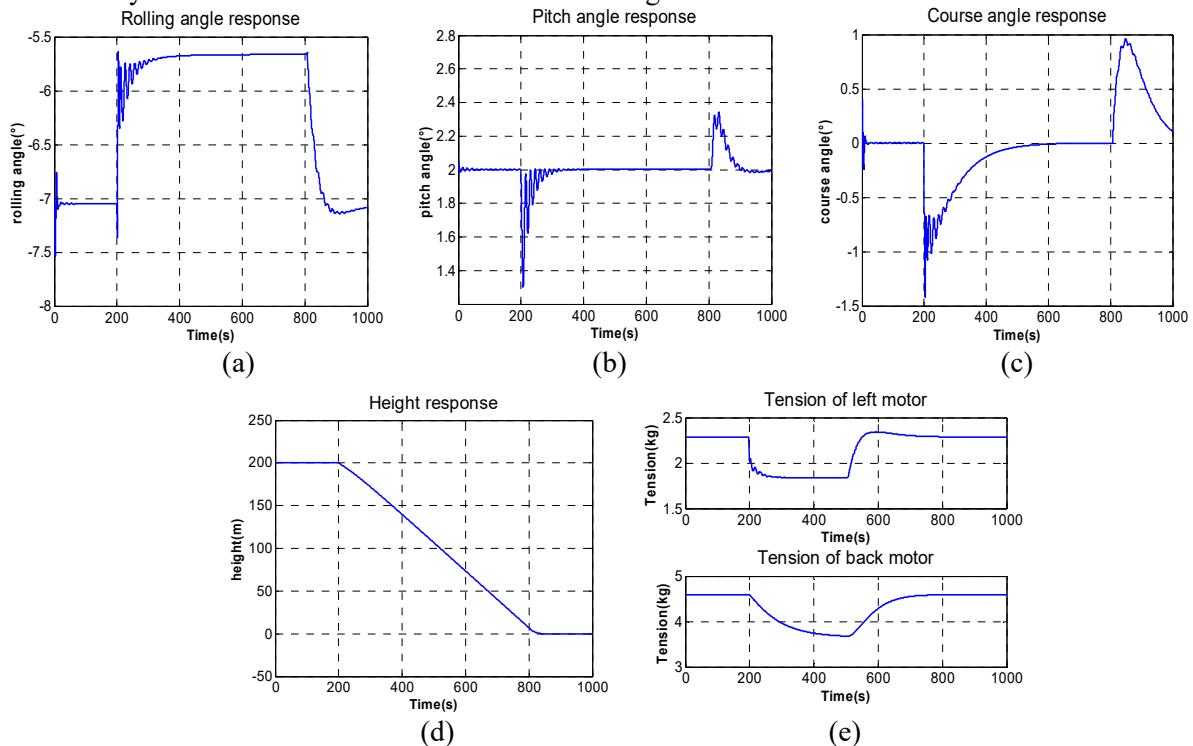 Rolling angle response
-5.5
-6
-6.5
-7
-7.5
-8
rolling angle(°)
0 200 400 600 800 1000
Time(s)
(a)
Pitch angle response
2.8
2.6
2.4
2.2
2
1.8
1.6
1.4
pitch angle(°)
0 200 400 600 800 1000
Time(s)
(b)
Course angle response
1
0.5
0
-0.5
-1
-1.5
course angle(°)
0 200 400 600 800 1000
Time(s)
(c)
Height response
250
200
150
100
50
0
-50
height(m)
0 200 400 600 800 1000
Time(s)
(d)
Tension of left motor
2.5
2
1.5
Tension(kg)
0 200 400 600 800 1000
Time(s)
Tension of back motor
5
4
3
Tension(kg)
0 200 400 600 800 1000
Time(s)
(e)